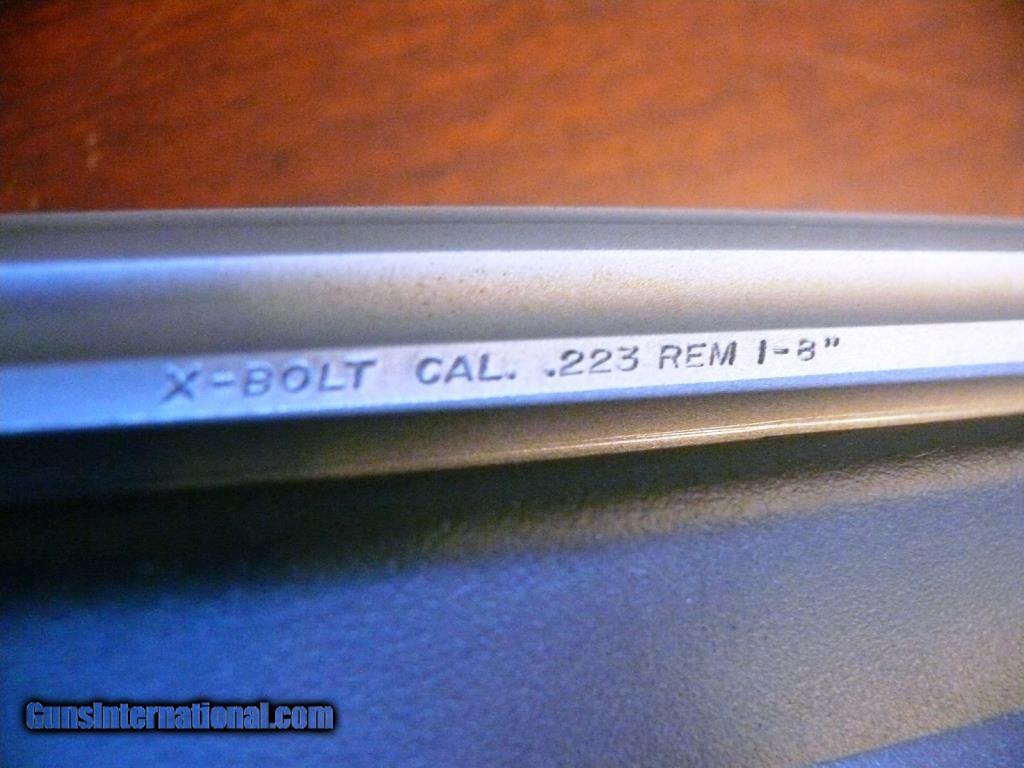 X-BOLT CAL. .223 REM 1-8"
GunsInternational.com